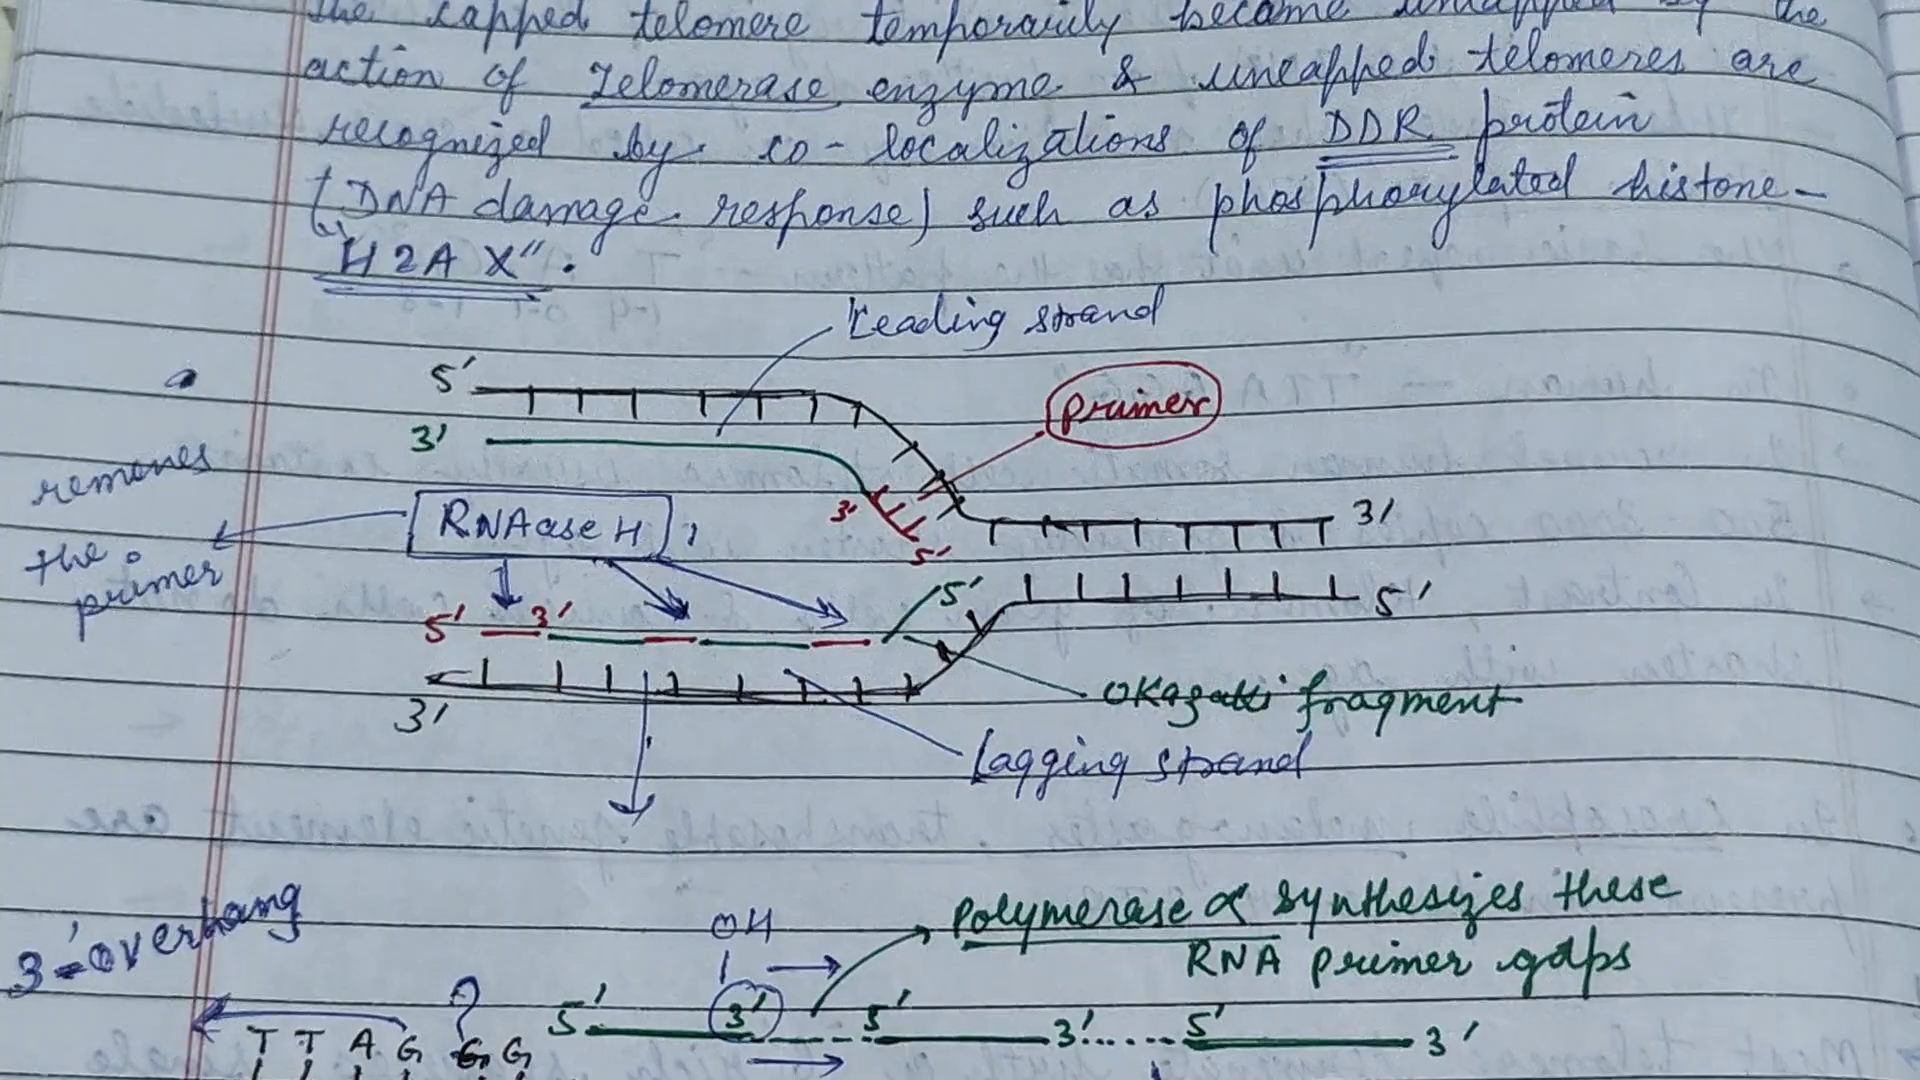 the capped telomere temporarily became uncapped by the
action of Telomerase enzyme & uncapped telomeres are
recognized by co-localizations of DDR protein
(DNA damage response) such as phosphorylated histone-
"H2AX".
Leading strand
5'
primer
3'
removes
the primer
RNAase H
3'
5'
3'
5' 3'
5'
5'
3'
OKazaki fragment
Lagging strand
3'-overhang
OH
Polymerase α synthesizes these
RNA primer gaps
5' 3' 5' 3' 5' 3'
T T A G G G